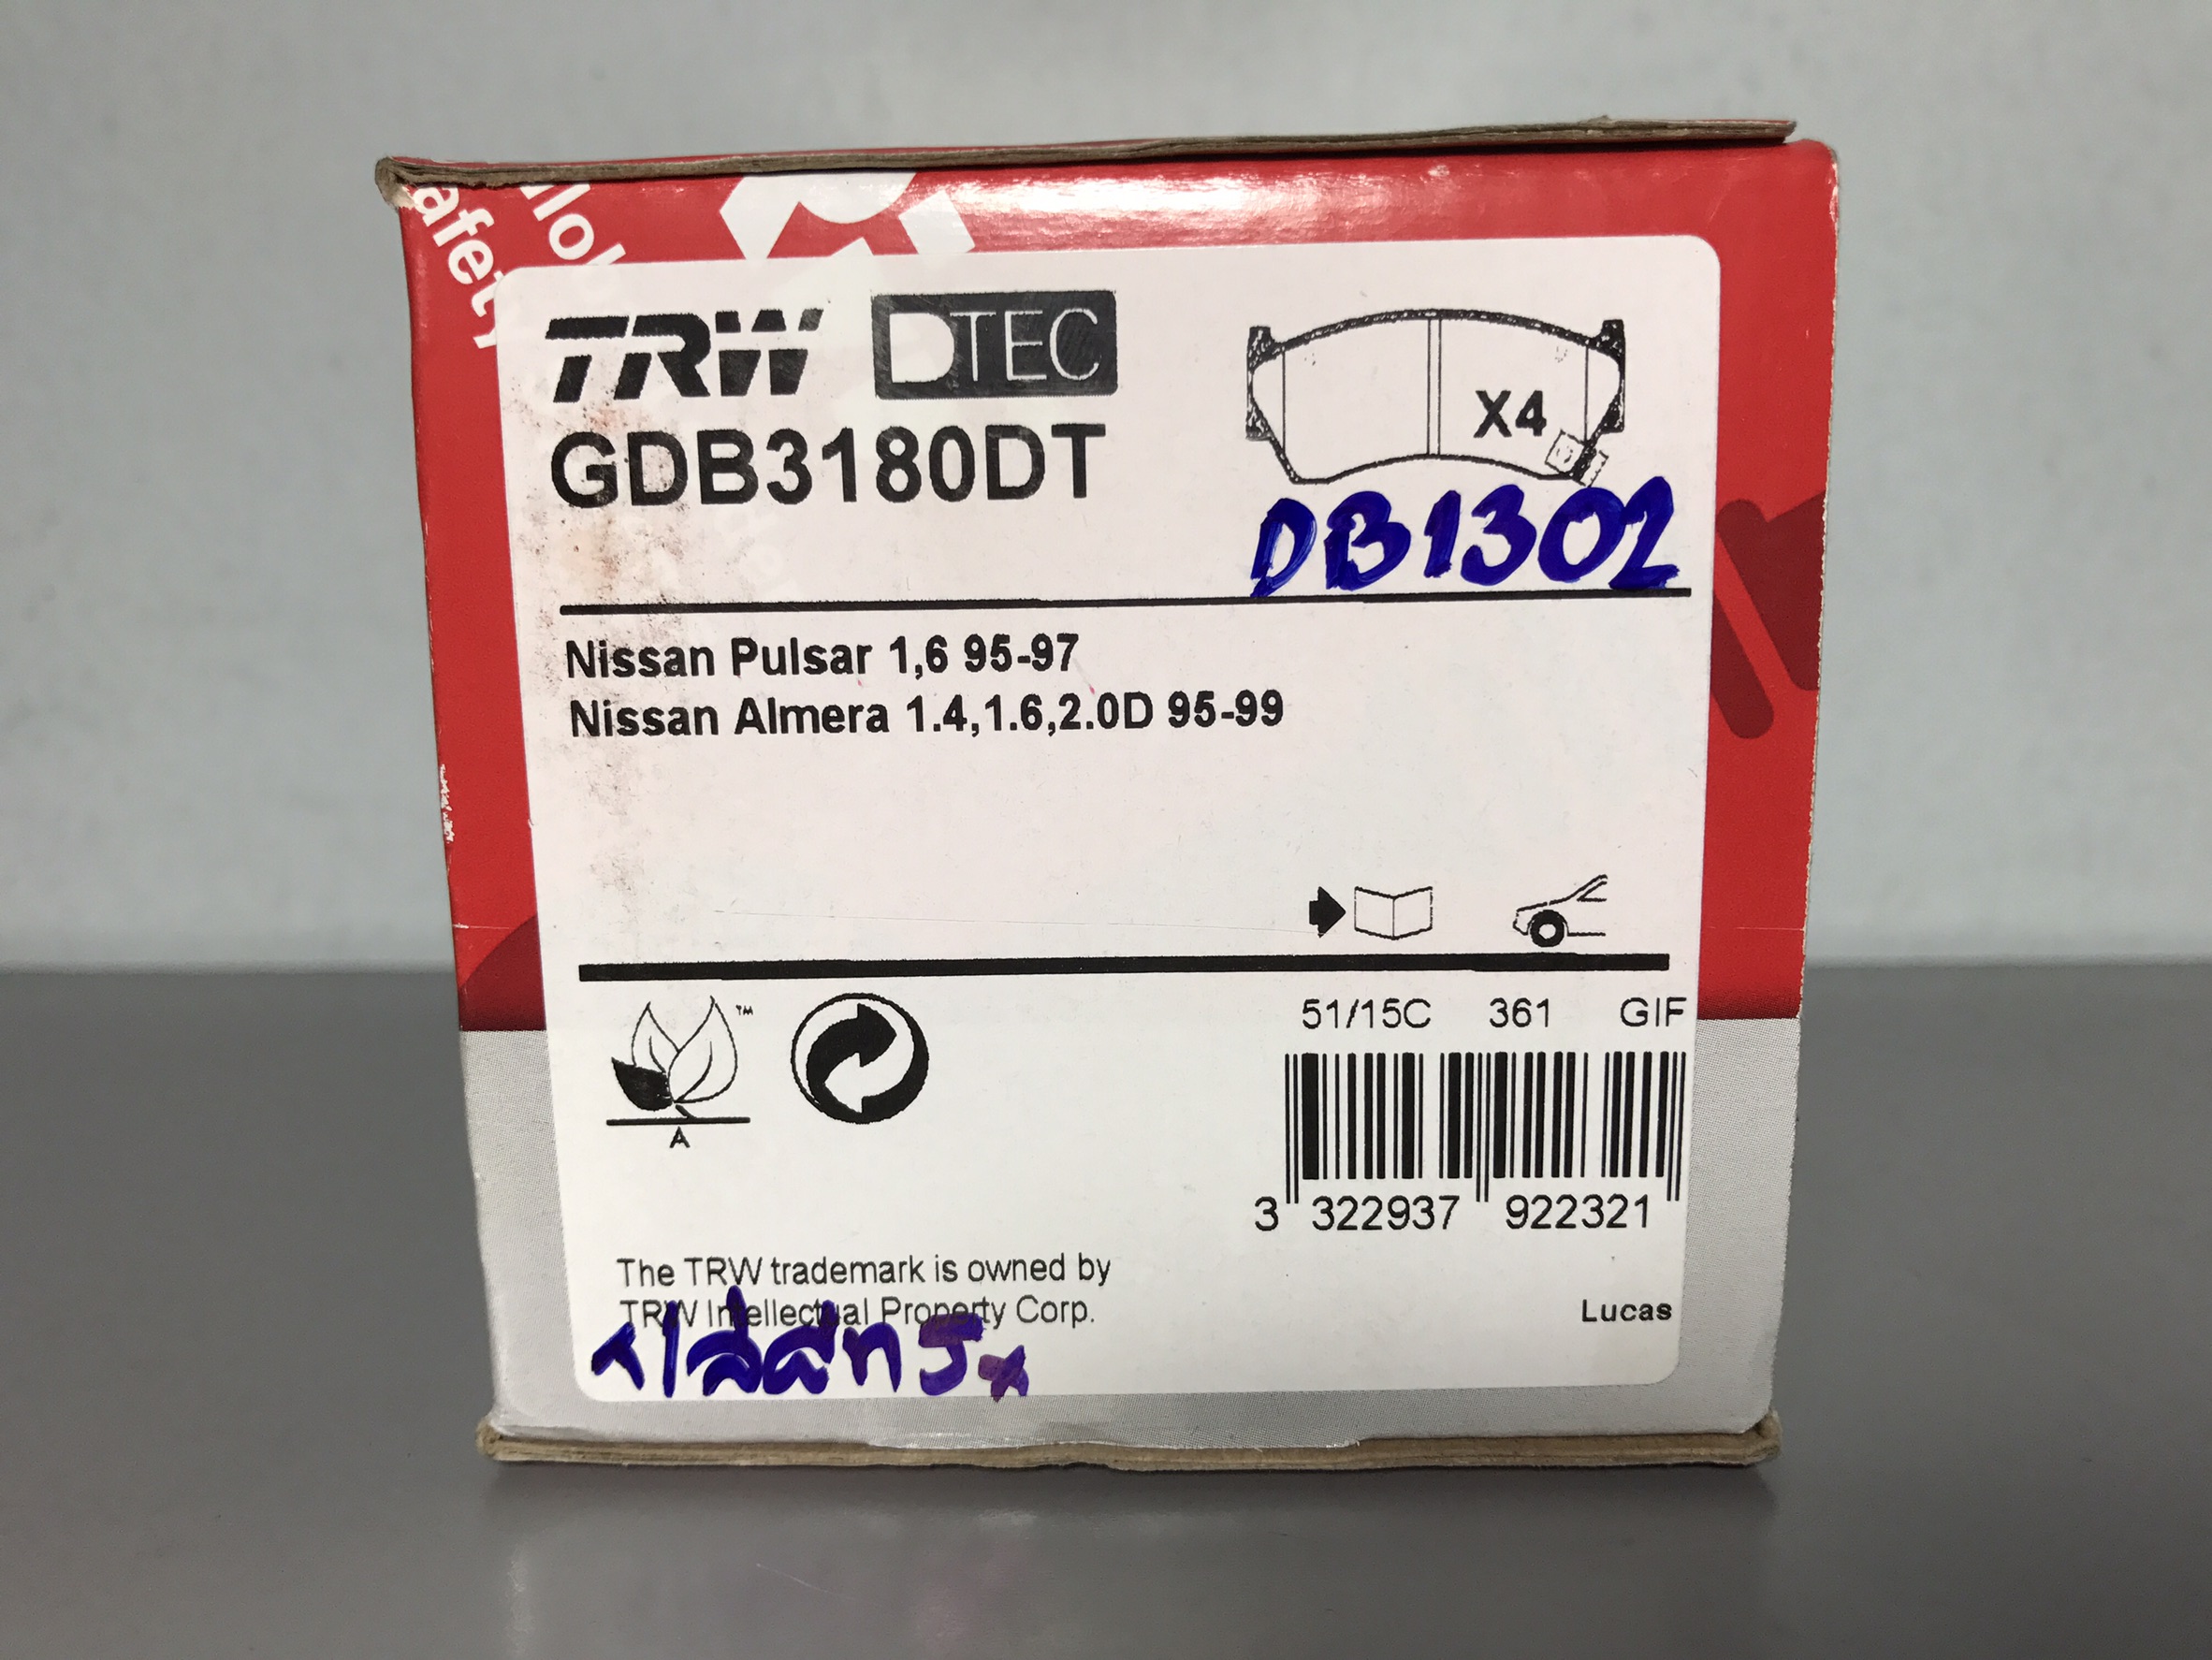 TRW DTEC
GDB3180DT
X4
DB1302
Nissan Pulsar 1,6 95-97
Nissan Almera 1.4,1.6,2.0D 95-99
51/15C 361 GIF
TM
A
3 322937 922321
The TRW trademark is owned by
TRW Intellectual Property Corp.
Lucas